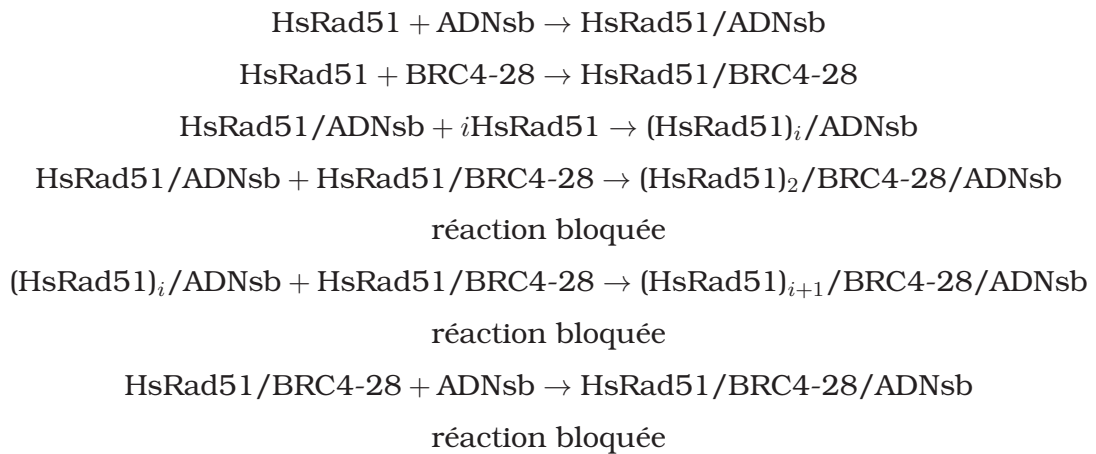 HsRad51 + ADNsb → HsRad51/ADNsb
HsRad51 + BRC4-28 → HsRad51/BRC4-28
HsRad51/ADNsb + iHsRad51 → (HsRad51)ᵢ/ADNsb
HsRad51/ADNsb + HsRad51/BRC4-28 → (HsRad51)₂/BRC4-28/ADNsb
réaction bloquée
(HsRad51)ᵢ/ADNsb + HsRad51/BRC4-28 → (HsRad51)ᵢ₊₁/BRC4-28/ADNsb
réaction bloquée
HsRad51/BRC4-28 + ADNsb → HsRad51/BRC4-28/ADNsb
réaction bloquée